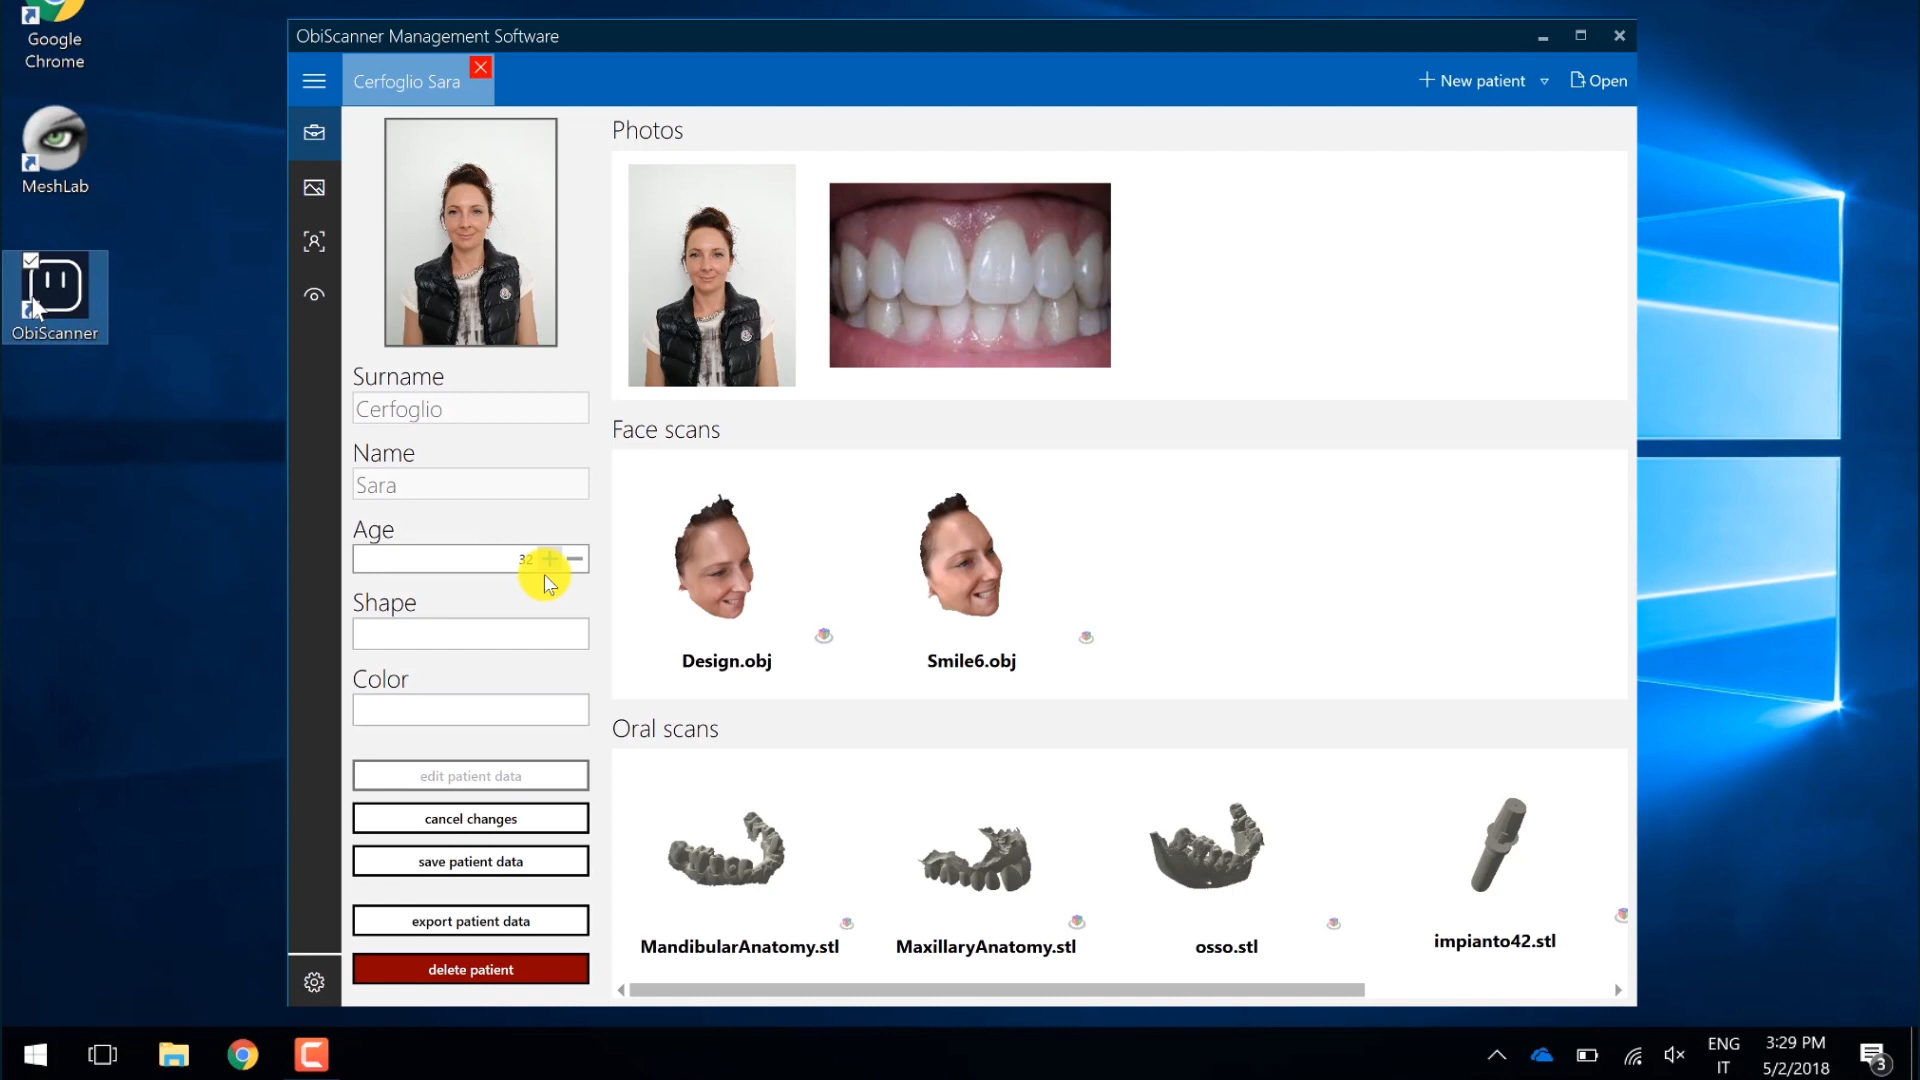 Google
Chrome
MeshLab
ObiScanner
ObiScanner Management Software
Cerfoglio Sara
New patient
Open
Surname
Cerfoglio
Name
Sara
Age
32
Shape
Color
edit patient data
cancel changes
save patient data
export patient data
delete patient
Photos
Face scans
Design.obj
Smile6.obj
Oral scans
MandibularAnatomy.stl
MaxillaryAnatomy.stl
osso.stl
impianto42.stl
ENG
IT
3:29 PM
5/2/2018
3